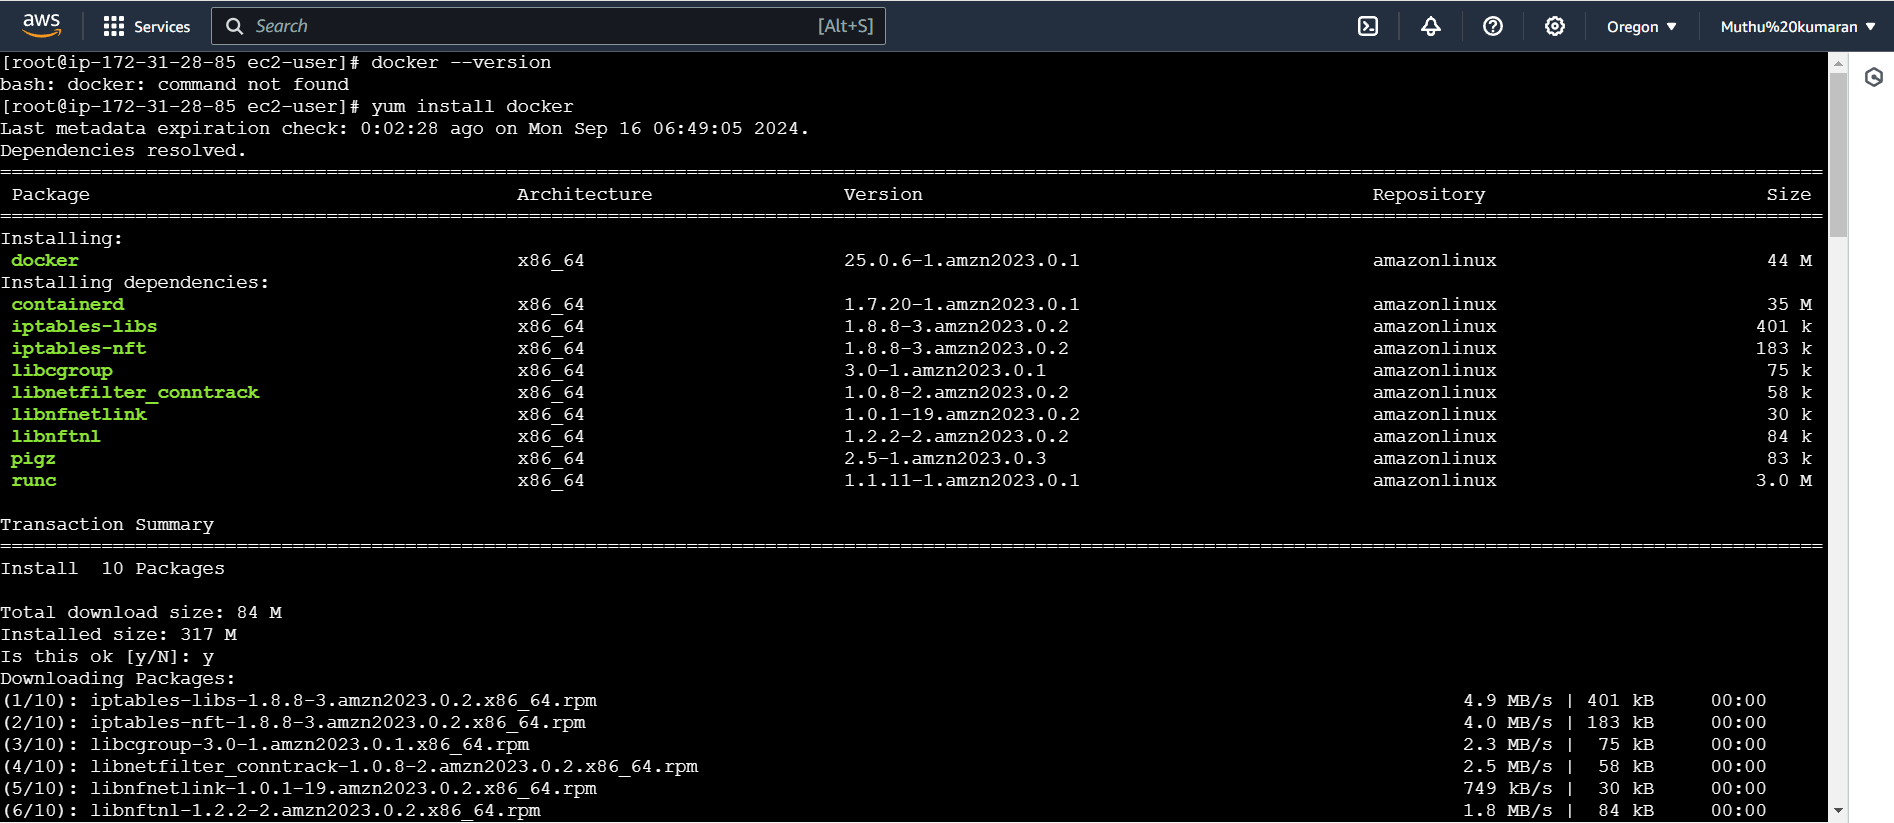 aws Services Search [Alt+S] Oregon Muthu%20kumaran
[root@ip-172-31-28-85 ec2-user]# docker --version
bash: docker: command not found
[root@ip-172-31-28-85 ec2-user]# yum install docker
Last metadata expiration check: 0:02:28 ago on Mon Sep 16 06:49:05 2024.
Dependencies resolved.
================================================================================
Package Architecture Version Repository Size
================================================================================
Installing:
docker x86_64 25.0.6-1.amzn2023.0.1 amazonlinux 44 M
Installing dependencies:
containerd x86_64 1.7.20-1.amzn2023.0.1 amazonlinux 35 M
iptables-libs x86_64 1.8.8-3.amzn2023.0.2 amazonlinux 401 k
iptables-nft x86_64 1.8.8-3.amzn2023.0.2 amazonlinux 183 k
libcgroup x86_64 3.0-1.amzn2023.0.1 amazonlinux 75 k
libnetfilter_conntrack x86_64 1.0.8-2.amzn2023.0.2 amazonlinux 58 k
libnfnetlink x86_64 1.0.1-19.amzn2023.0.2 amazonlinux 30 k
libnftnl x86_64 1.2.2-2.amzn2023.0.2 amazonlinux 84 k
pigz x86_64 2.5-1.amzn2023.0.3 amazonlinux 83 k
runc x86_64 1.1.11-1.amzn2023.0.1 amazonlinux 3.0 M
Transaction Summary
================================================================================
Install 10 Packages
Total download size: 84 M
Installed size: 317 M
Is this ok [y/N]: y
Downloading Packages:
(1/10): iptables-libs-1.8.8-3.amzn2023.0.2.x86_64.rpm 4.9 MB/s | 401 kB 00:00
(2/10): iptables-nft-1.8.8-3.amzn2023.0.2.x86_64.rpm 4.0 MB/s | 183 kB 00:00
(3/10): libcgroup-3.0-1.amzn2023.0.1.x86_64.rpm 2.3 MB/s | 75 kB 00:00
(4/10): libnetfilter_conntrack-1.0.8-2.amzn2023.0.2.x86_64.rpm 2.5 MB/s | 58 kB 00:00
(5/10): libnfnetlink-1.0.1-19.amzn2023.0.2.x86_64.rpm 749 kB/s | 30 kB 00:00
(6/10): libnftnl-1.2.2-2.amzn2023.0.2.x86_64.rpm 1.8 MB/s | 84 kB 00:00